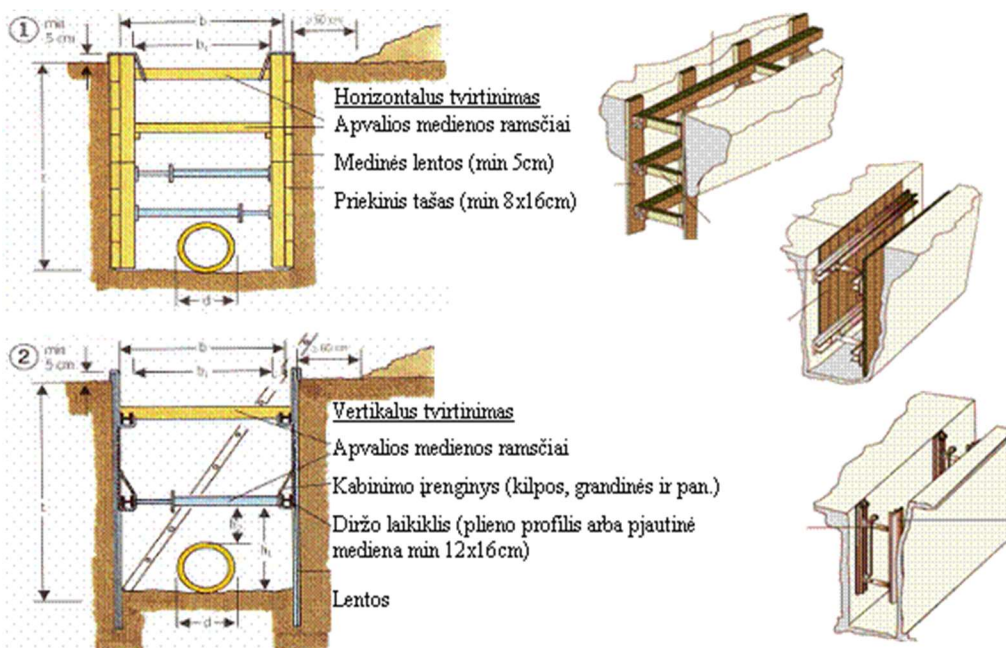 1
min
5 cm
b
b₁
≥ 60 cm
t
d
Horizontalus tvirtinimas
Apvalios medienos ramsčiai
Medinės lentos (min 5cm)
Priekinis tašas (min 8x16cm)
2
min
5 cm
b
b₁
≥ 60 cm
t
d
Vertikalus tvirtinimas
Apvalios medienos ramsčiai
Kabinimo įrenginys (kilpos, grandinės ir pan.)
Diržo laikiklis (plieno profilis arba pjautinė
mediena min 12x16cm)
Lentos